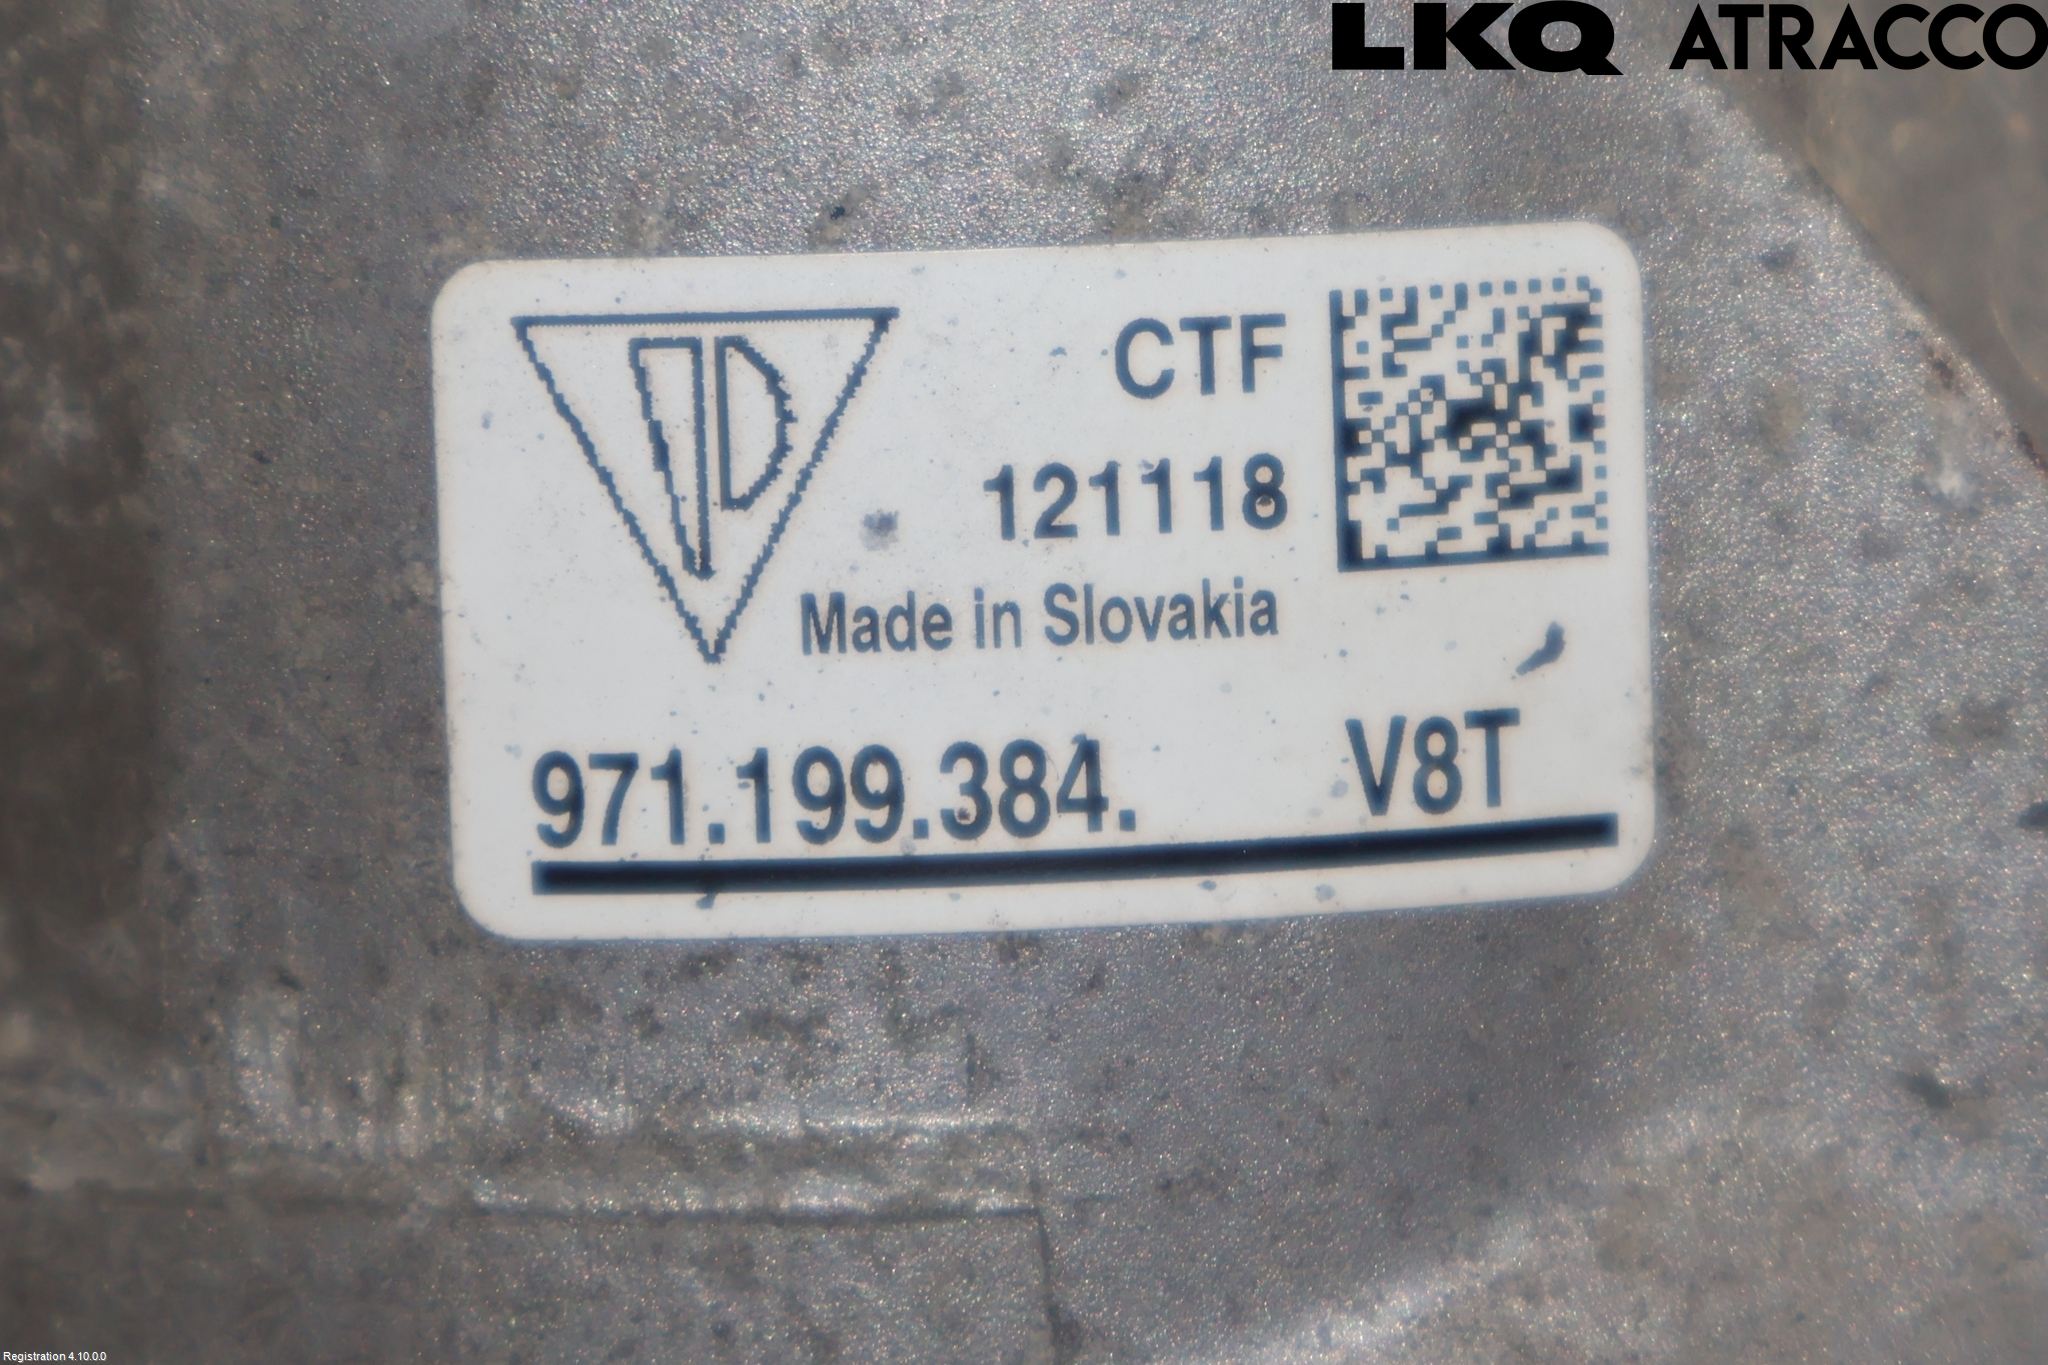 LKQ ATRACCO
CTF
121118
Made in Slovakia
971.199.384. V8T
Registration 4.10.0.0